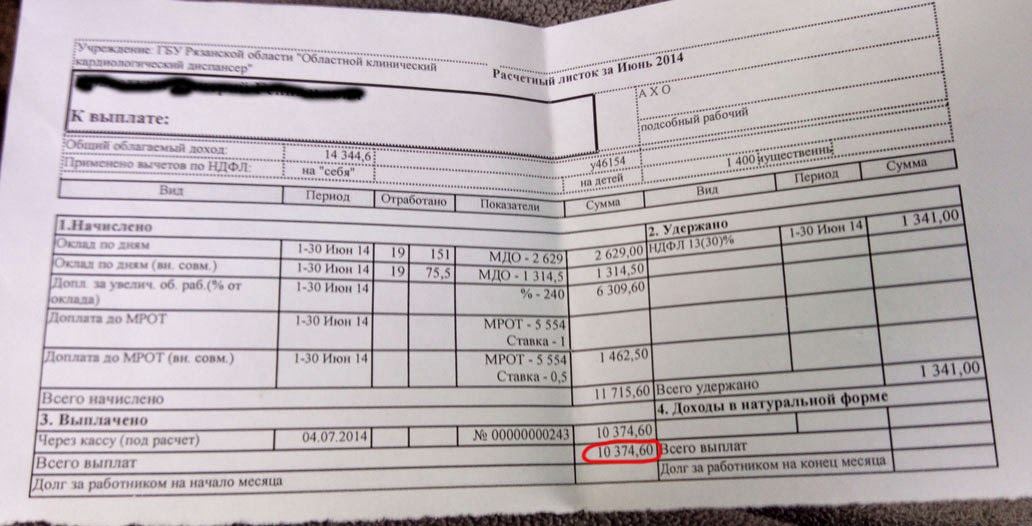 Учреждение: ГБУ Рязанской области "Областной клинический
кардиологический диспансер"
Расчетный листок за Июнь 2014
К выплате:
А Х О
подсобный рабочий
Общий облагаемый доход: 14 344,6
Применено вычетов по НДФЛ: на "себя" на детей 1 400
Вид Период Отработано Показатели Сумма Вид Период Сумма
1.Начислено 2. Удержано
Оклад по дням 1-30 Июн 14 19 151 МДО - 2 629 2 629,00 НДФЛ 13(30)% 1-30 Июн 14 1 341,00
Оклад по дням (вн. совм.) 1-30 Июн 14 19 75,5 МДО - 1 314,5 1 314,50
Допл. за увелич. об. раб.(% от
оклада) 1-30 Июн 14 % - 240 6 309,60
Доплата до МРОТ 1-30 Июн 14 МРОТ - 5 554
Ставка - 1
Доплата до МРОТ (вн. совм.) 1-30 Июн 14 МРОТ - 5 554 1 462,50
Ставка - 0,5
Всего начислено 11 715,60 Всего удержано 1 341,00
3. Выплачено 4. Доходы в натуральной форме
Через кассу (под расчет) 04.07.2014 № 00000000243 10 374,60
Всего выплат 10 374,60 Всего выплат
Долг за работником на начало месяца Долг за работником на конец месяца